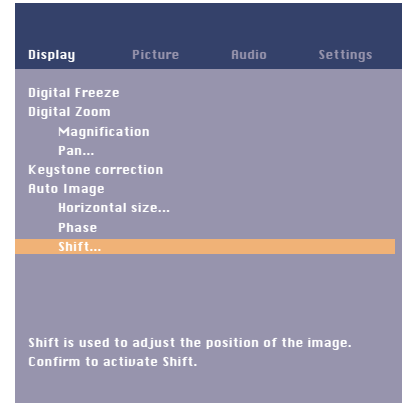 Display Picture Audio Settings
Digital Freeze
Digital Zoom
Magnification
Pan...
Keystone correction
Auto Image
Horizontal size...
Phase
Shift...
Shift is used to adjust the position of the image.
Confirm to activate Shift.